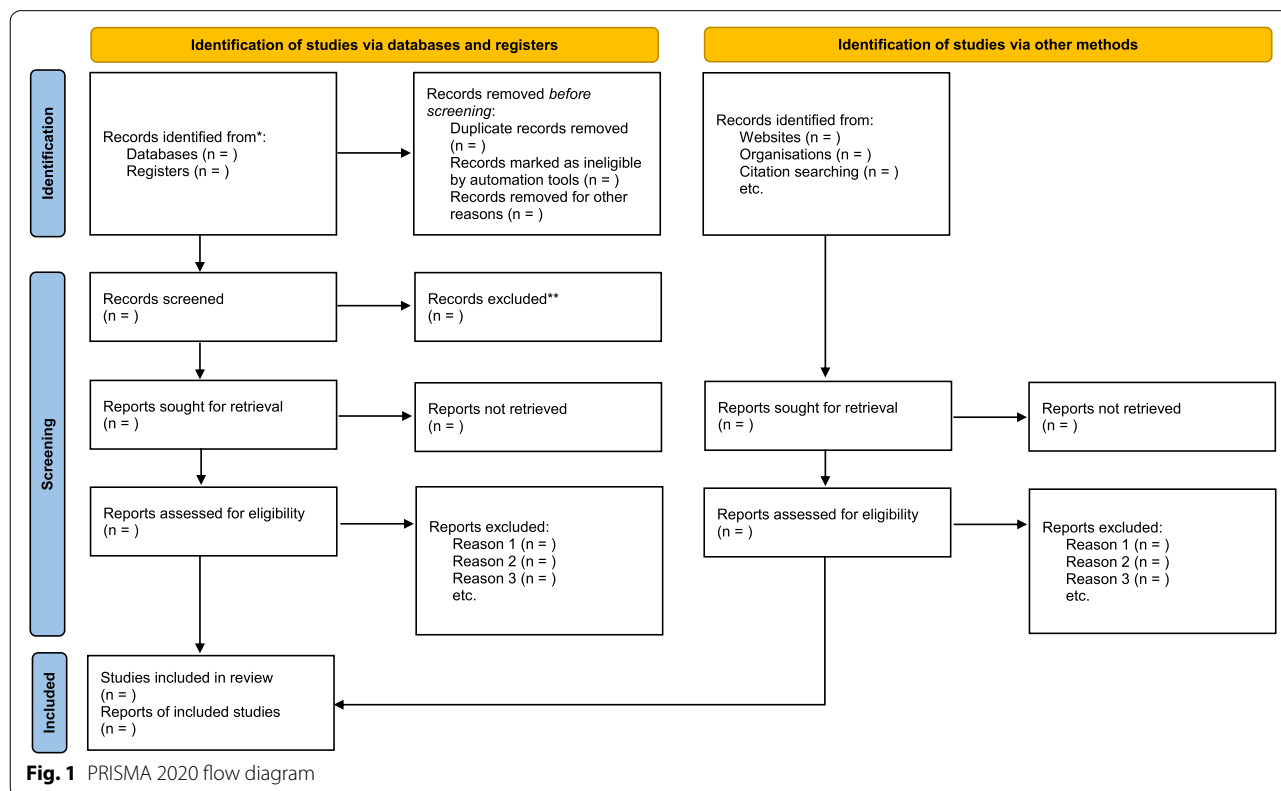 Identification of studies via databases and registers
Identification of studies via other methods
Identification
Records identified from*:
Databases (n = )
Registers (n = )
Records removed before
screening:
Duplicate records removed
(n = )
Records marked as ineligible
by automation tools (n = )
Records removed for other
reasons (n = )
Records identified from:
Websites (n = )
Organisations (n = )
Citation searching (n = )
etc.
Screening
Records screened
(n = )
Records excluded**
(n = )
Reports sought for retrieval
(n = )
Reports not retrieved
(n = )
Reports sought for retrieval
(n = )
Reports not retrieved
(n = )
Reports assessed for eligibility
(n = )
Reports excluded:
Reason 1 (n = )
Reason 2 (n = )
Reason 3 (n = )
etc.
Reports assessed for eligibility
(n = )
Reports excluded:
Reason 1 (n = )
Reason 2 (n = )
Reason 3 (n = )
etc.
Included
Studies included in review
(n = )
Reports of included studies
(n = )
Fig. 1 PRISMA 2020 flow diagram